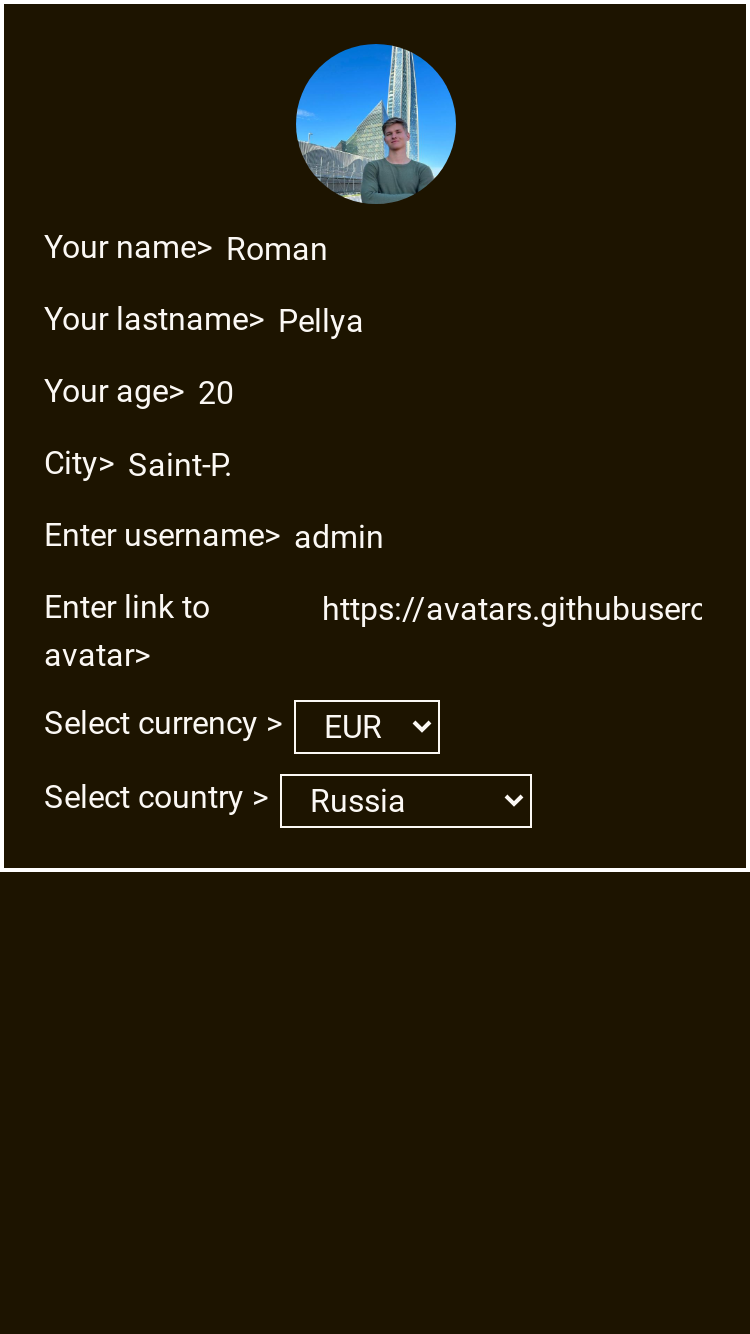 Your name> Roman
Your lastname> Pellya
Your age> 20
City> Saint-P.
Enter username> admin
Enter link to avatar> https://avatars.githubuserc
Select currency > EUR
Select country > Russia